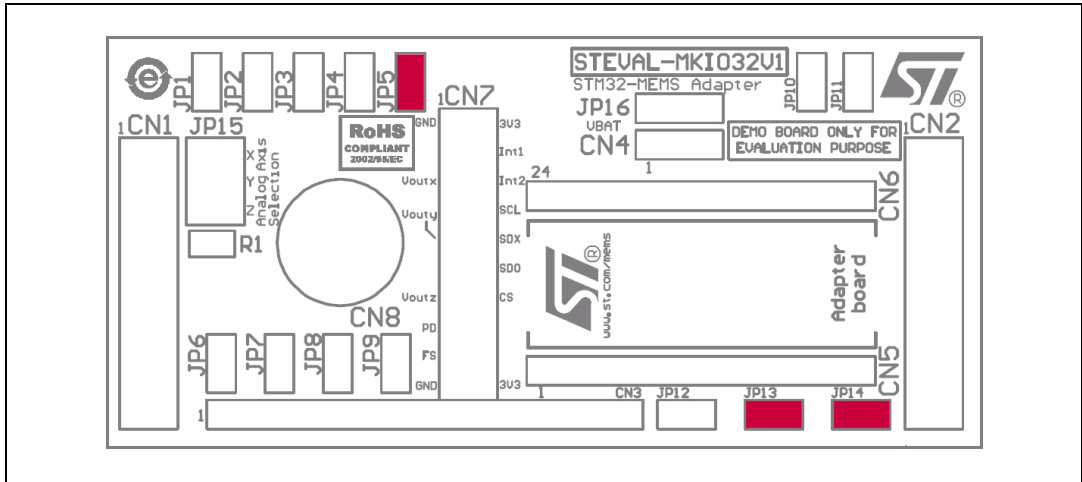 e
JP1
JP2
JP3
JP4
JP5
1CN7
STEVAL-MKI032V1
STM32-MEMS Adapter
JP10
JP11
ST®
1CN1
JP15
X
Y
Z
Analog Axis
Selection
R1
RoHS
COMPLIANT
2002/95/EC
GND
Voutx
Vouty
Voutz
PD
FS
GND
3V3
Int1
Int2
SCL
SDX
SDO
CS
3V3
JP16
VBAT
CN4
1
DEMO BOARD ONLY FOR
EVALUATION PURPOSE
1CN2
24
CN6
ST®
www.st.com/mems
Adapter
board
CN8
JP6
JP7
JP8
JP9
CN5
1
1
CN3
JP12
JP13
JP14